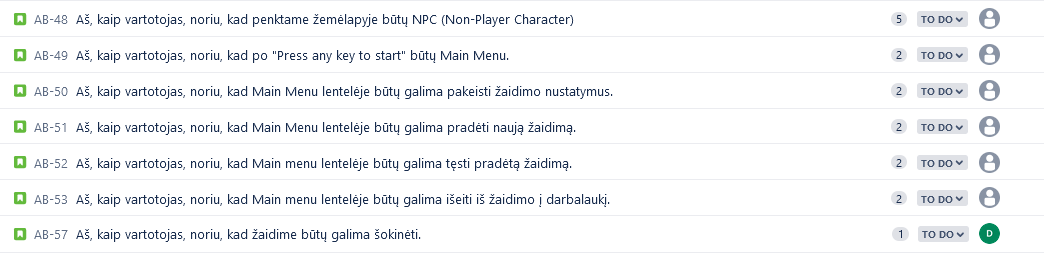 AB-48 Aš, kaip vartotojas, noriu, kad penktame žemėlapyje būtų NPC (Non-Player Character) 5 TO DO
AB-49 Aš, kaip vartotojas, noriu, kad po "Press any key to start" būtų Main Menu. 2 TO DO
AB-50 Aš, kaip vartotojas, noriu, kad Main Menu lentelėje būtų galima pakeisti žaidimo nustatymus. 2 TO DO
AB-51 Aš, kaip vartotojas, noriu, kad Main Menu lentelėje būtų galima pradėti naują žaidimą. 2 TO DO
AB-52 Aš, kaip vartotojas, noriu, kad Main menu lentelėje būtų galima tęsti pradėtą žaidimą. 2 TO DO
AB-53 Aš, kaip vartotojas, noriu, kad Main menu lentelėje būtų galima išeiti iš žaidimo į darbalaukį. 2 TO DO
AB-57 Aš, kaip vartotojas, noriu, kad žaidime būtų galima šokinėti. 1 TO DO D